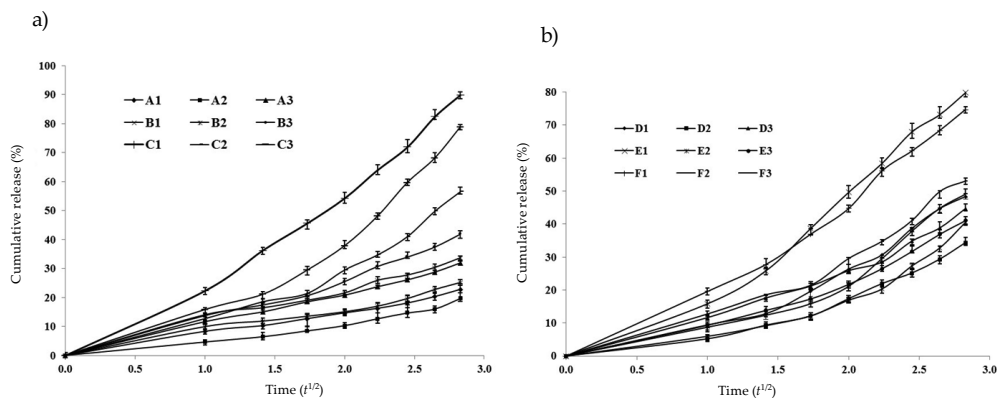 a)
100
90
80
70
60
50
40
30
20
10
0
Cumulative release (%)
A1 A2 A3
B1 B2 B3
C1 C2 C3
0.0 0.5 1.0 1.5 2.0 2.5 3.0
Time (t1/2)
b)
80
70
60
50
40
30
20
10
0
Cumulative release (%)
D1 D2 D3
E1 E2 E3
F1 F2 F3
0.0 0.5 1.0 1.5 2.0 2.5 3.0
Time (t1/2)